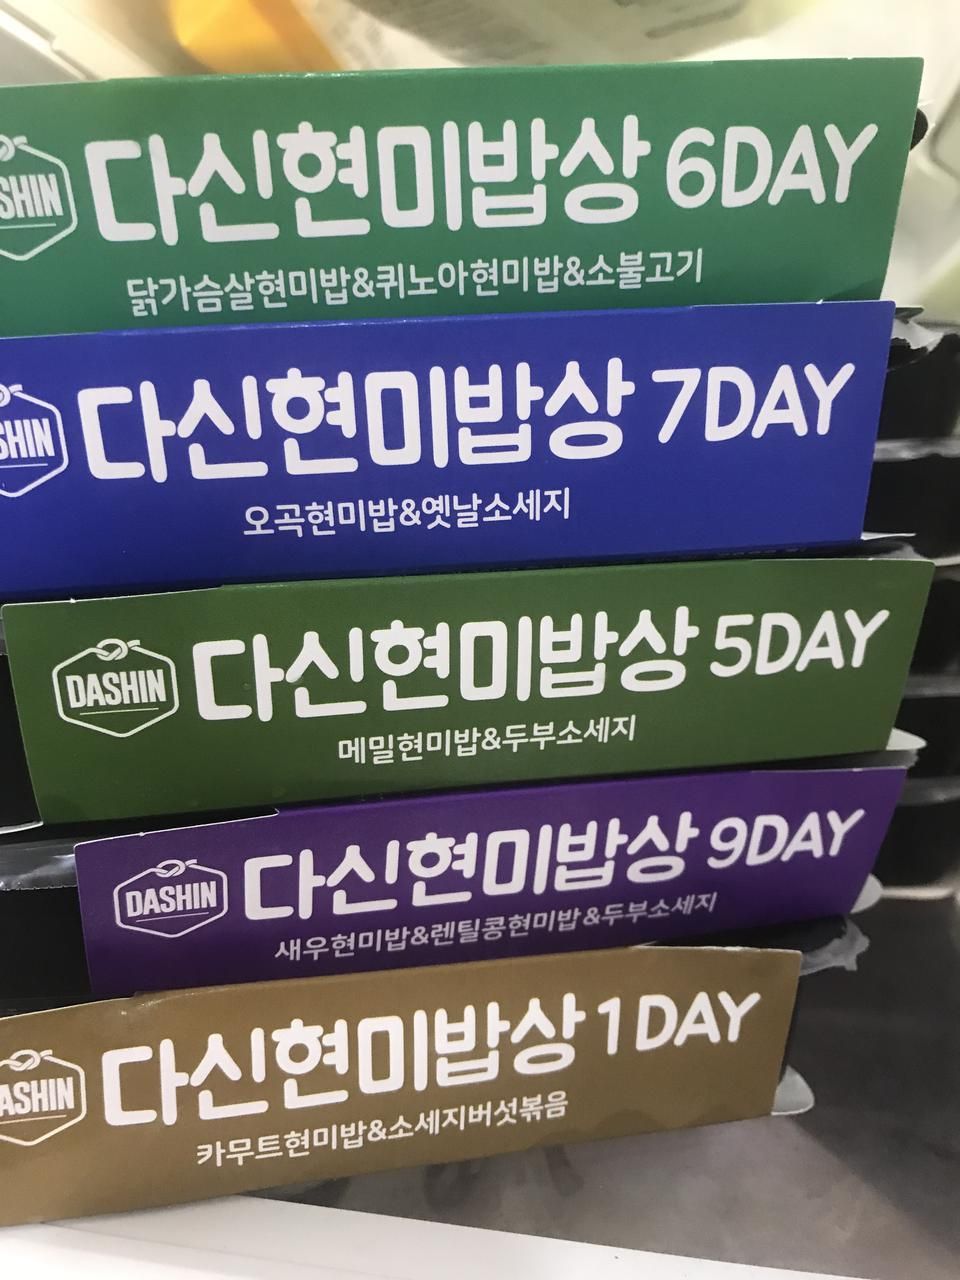 다신현미밥상 6DAY
닭가슴살현미밥&퀴노아현미밥&소불고기
다신현미밥상 7DAY
오곡현미밥&옛날소세지
DASHIN
다신현미밥상 5DAY
메밀현미밥&두부소세지
DASHIN
다신현미밥상 9DAY
새우현미밥&렌틸콩현미밥&두부소세지
다신현미밥상 1DAY
카무트현미밥&소세지버섯볶음